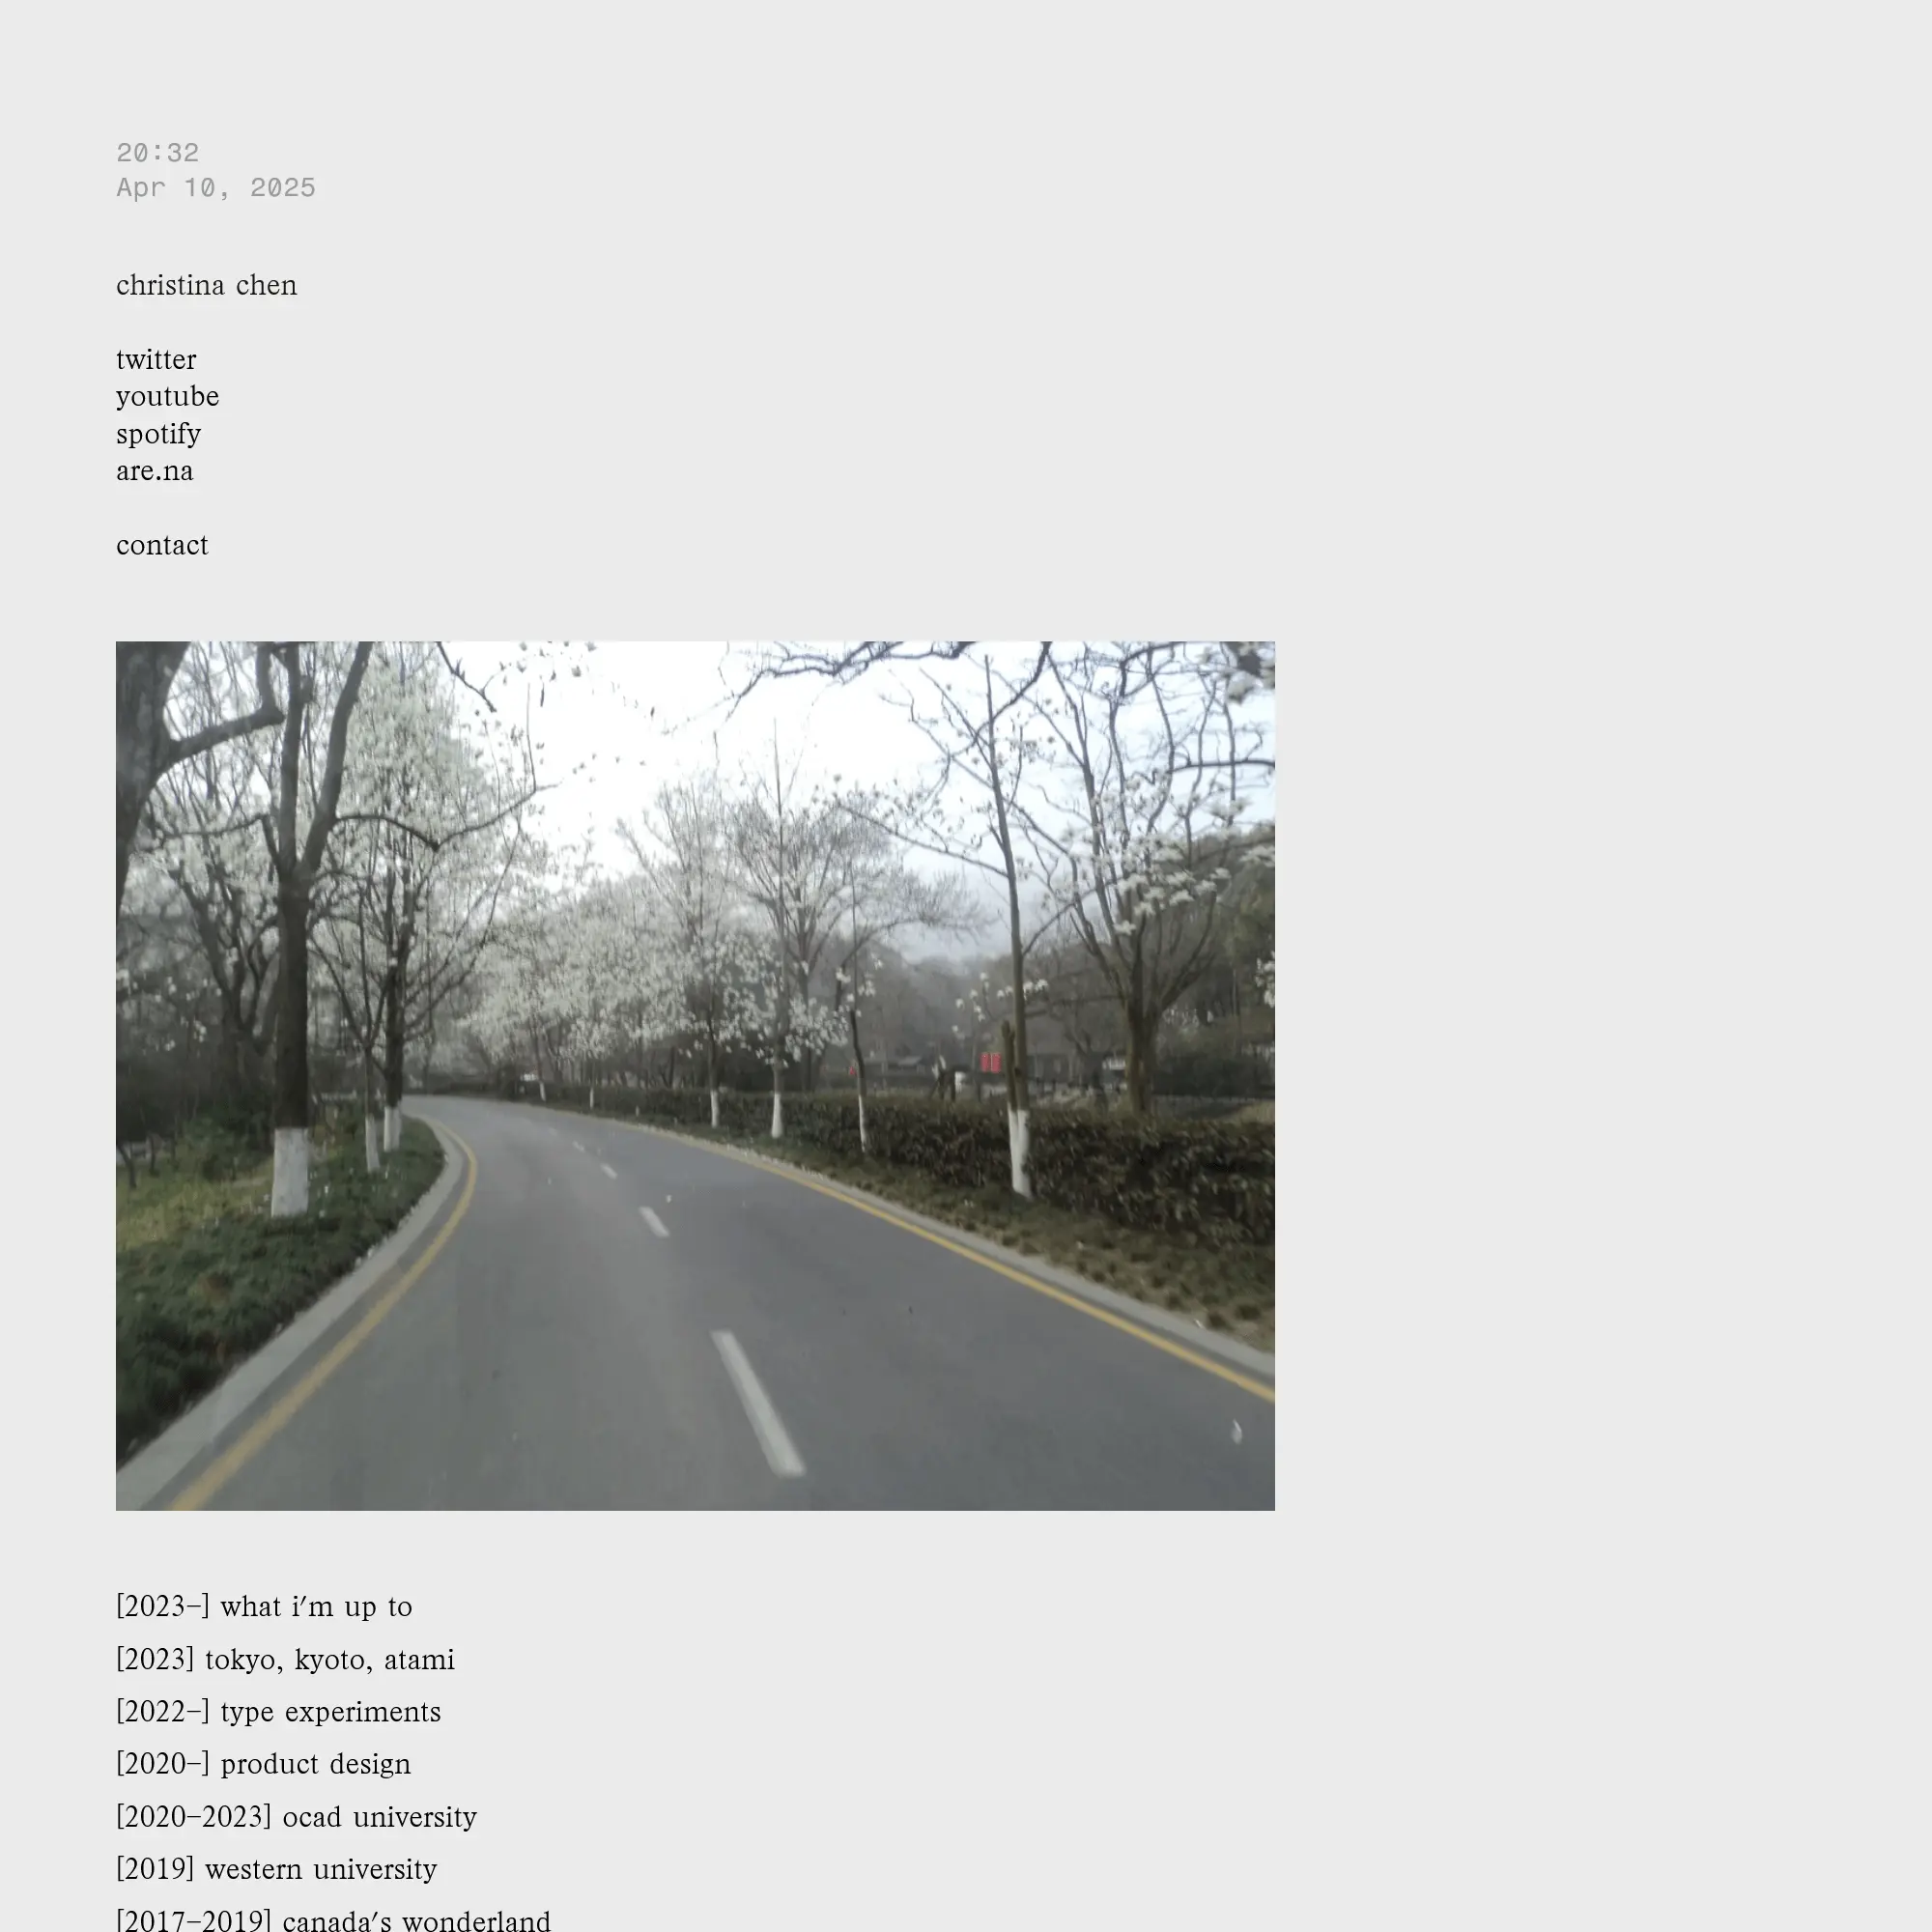 20:32
Apr 10, 2025
christina chen
twitter
youtube
spotify
are.na
contact
[2023–] what i′m up to
[2023] tokyo, kyoto, atami
[2022–] type experiments
[2020–] product design
[2020–2023] ocad university
[2019] western university
[2017–2019] canada′s wonderland